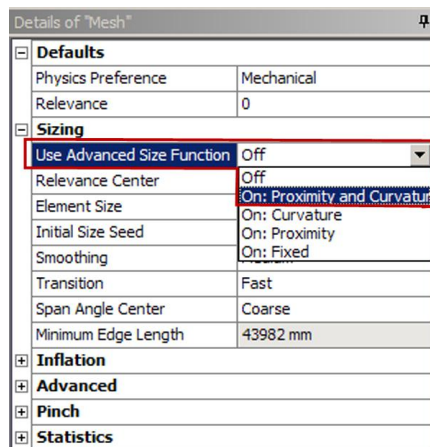 Details of "Mesh"
Defaults
Physics Preference Mechanical
Relevance 0
Sizing
Use Advanced Size Function Off
Relevance Center Off
Element Size On: Proximity and Curvatur
Initial Size Seed On: Curvature
On: Proximity
Smoothing On: Fixed
Transition Fast
Span Angle Center Coarse
Minimum Edge Length 43982 mm
Inflation
Advanced
Pinch
Statistics